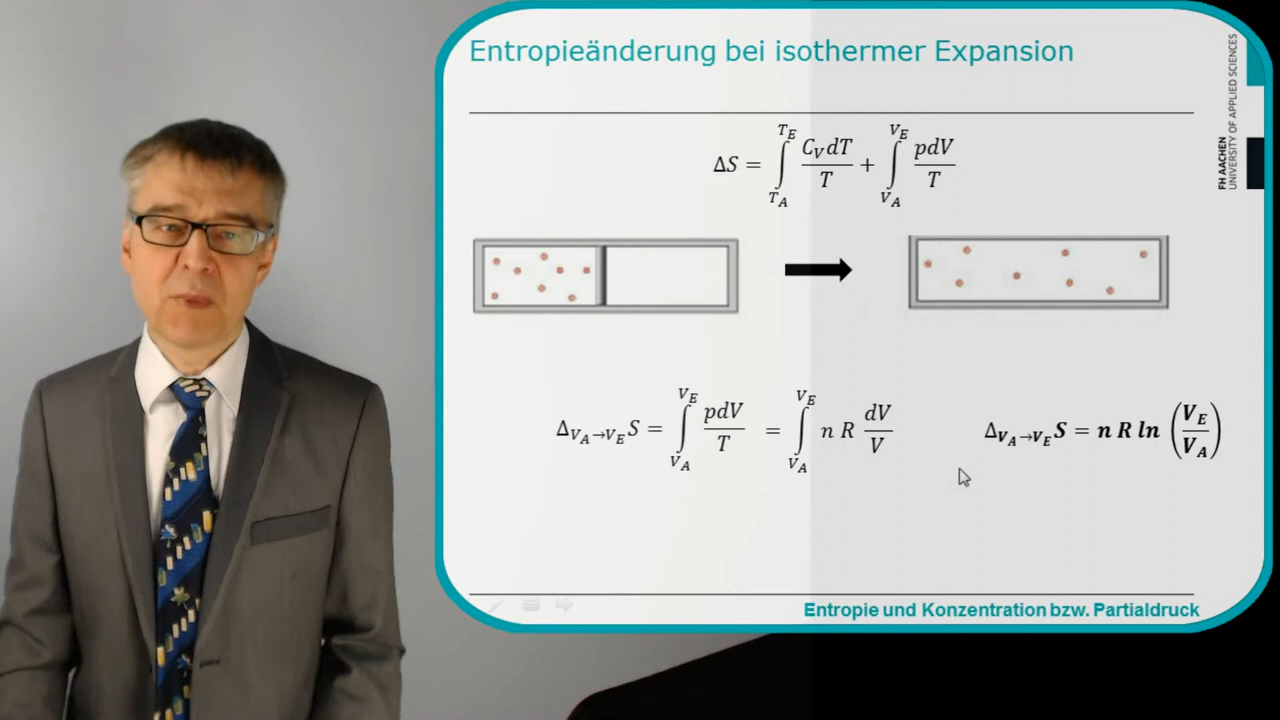 Entropieänderung bei isothermer Expansion
FH AACHEN
UNIVERSITY OF APPLIED SCIENCES
ΔS = ∫_{T_A}^{T_E} C_V dT / T + ∫_{V_A}^{V_E} pdV / T
Δ_{V_A→V_E} S = ∫_{V_A}^{V_E} pdV / T = ∫_{V_A}^{V_E} n R dV / V
Δ_{V_A→V_E} S = n R ln (V_E / V_A)
Entropie und Konzentration bzw. Partialdruck